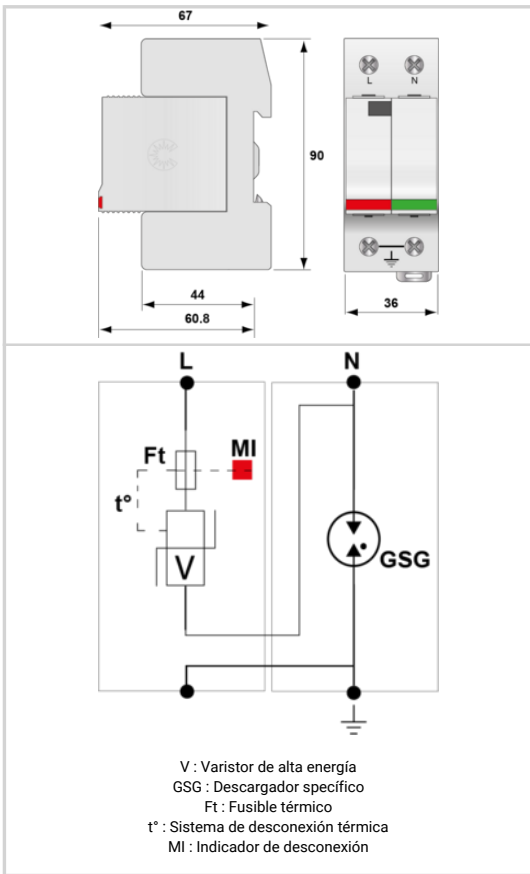 67
L N
90
44
60.8
36
L N
Ft
MI
t°
V
GSG
V : Varistor de alta energía
GSG : Descargador específico
Ft : Fusible térmico
t° : Sistema de desconexión térmica
MI : Indicador de desconexión